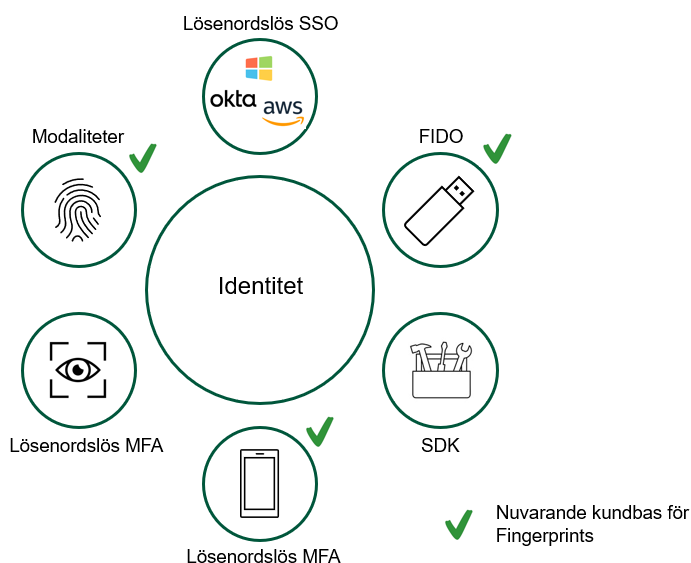 Lösenordslös SSO
okta
aws
Modaliteter
FIDO
Identitet
Lösenordslös MFA
SDK
Lösenordslös MFA
Nuvarande kundbas för
Fingerprints